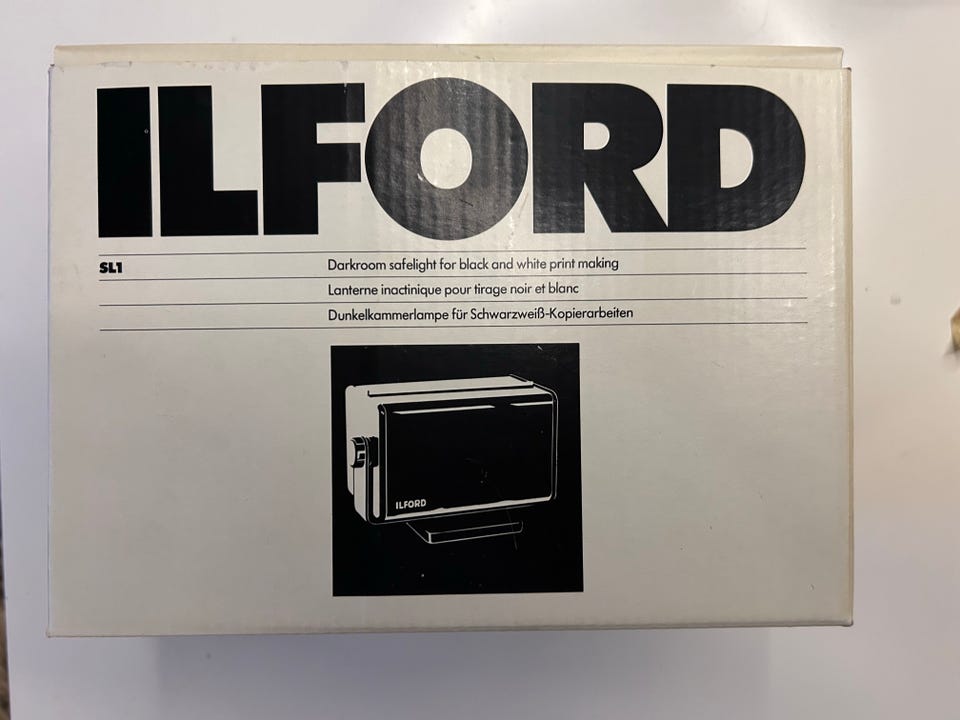 ILFORD
SL1 Darkroom safelight for black and white print making
Lanterne inactinique pour tirage noir et blanc
Dunkelkammerlampe für Schwarzweiß-Kopierarbeiten
ILFORD